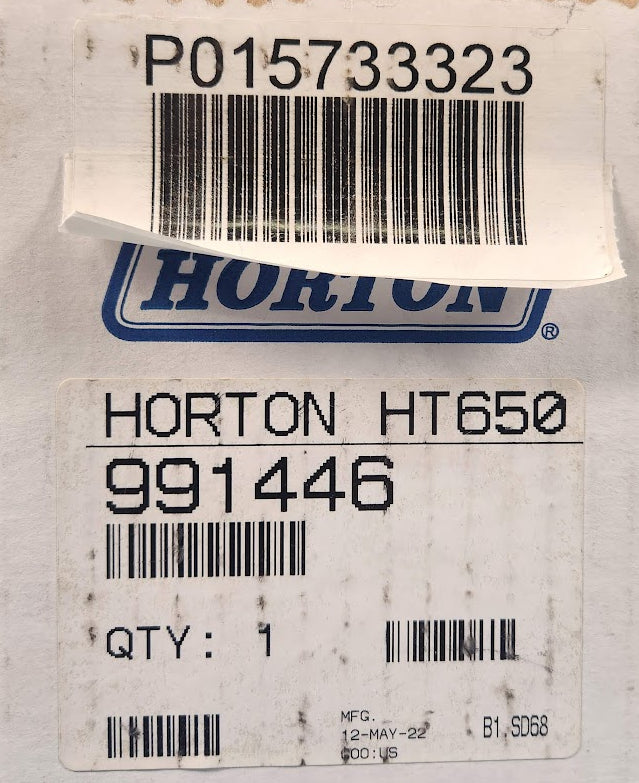 P015733323
HORTON
®
HORTON HT650
991446
QTY: 1
MFG.
12-MAY-22
COO:US
B1 SD68